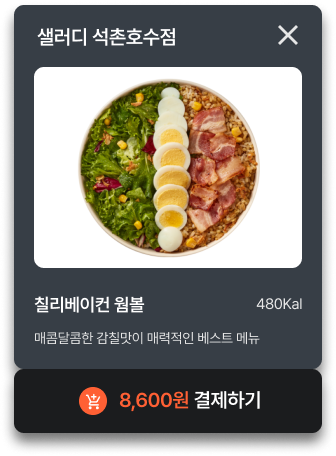 샐러디 석촌호수점
칠리베이컨 웜볼
480Kal
매콤달콤한 감칠맛이 매력적인 베스트 메뉴
8,600원 결제하기